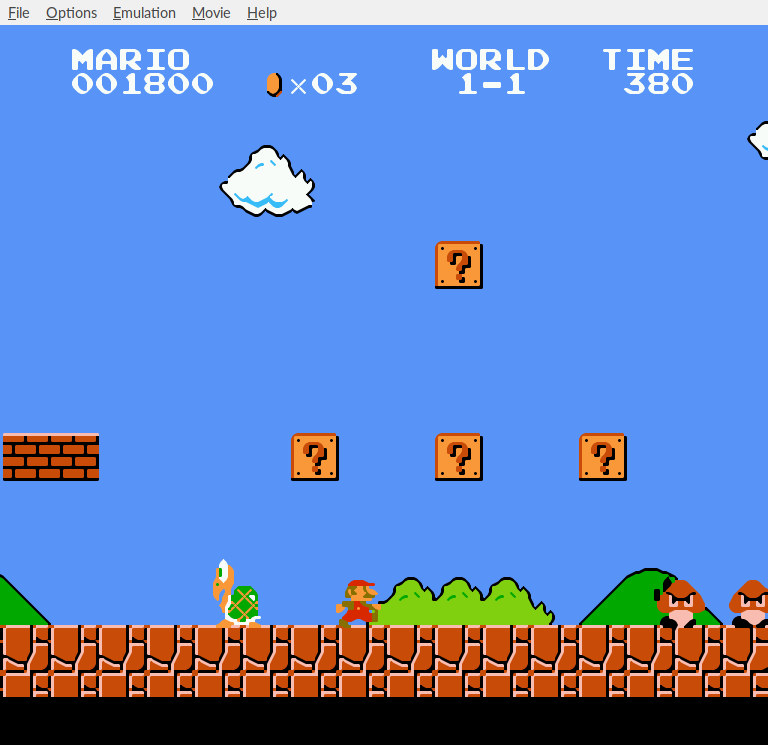 File Options Emulation Movie Help
MARIO WORLD TIME
001800 ×03 1-1 380
?
? ? ?